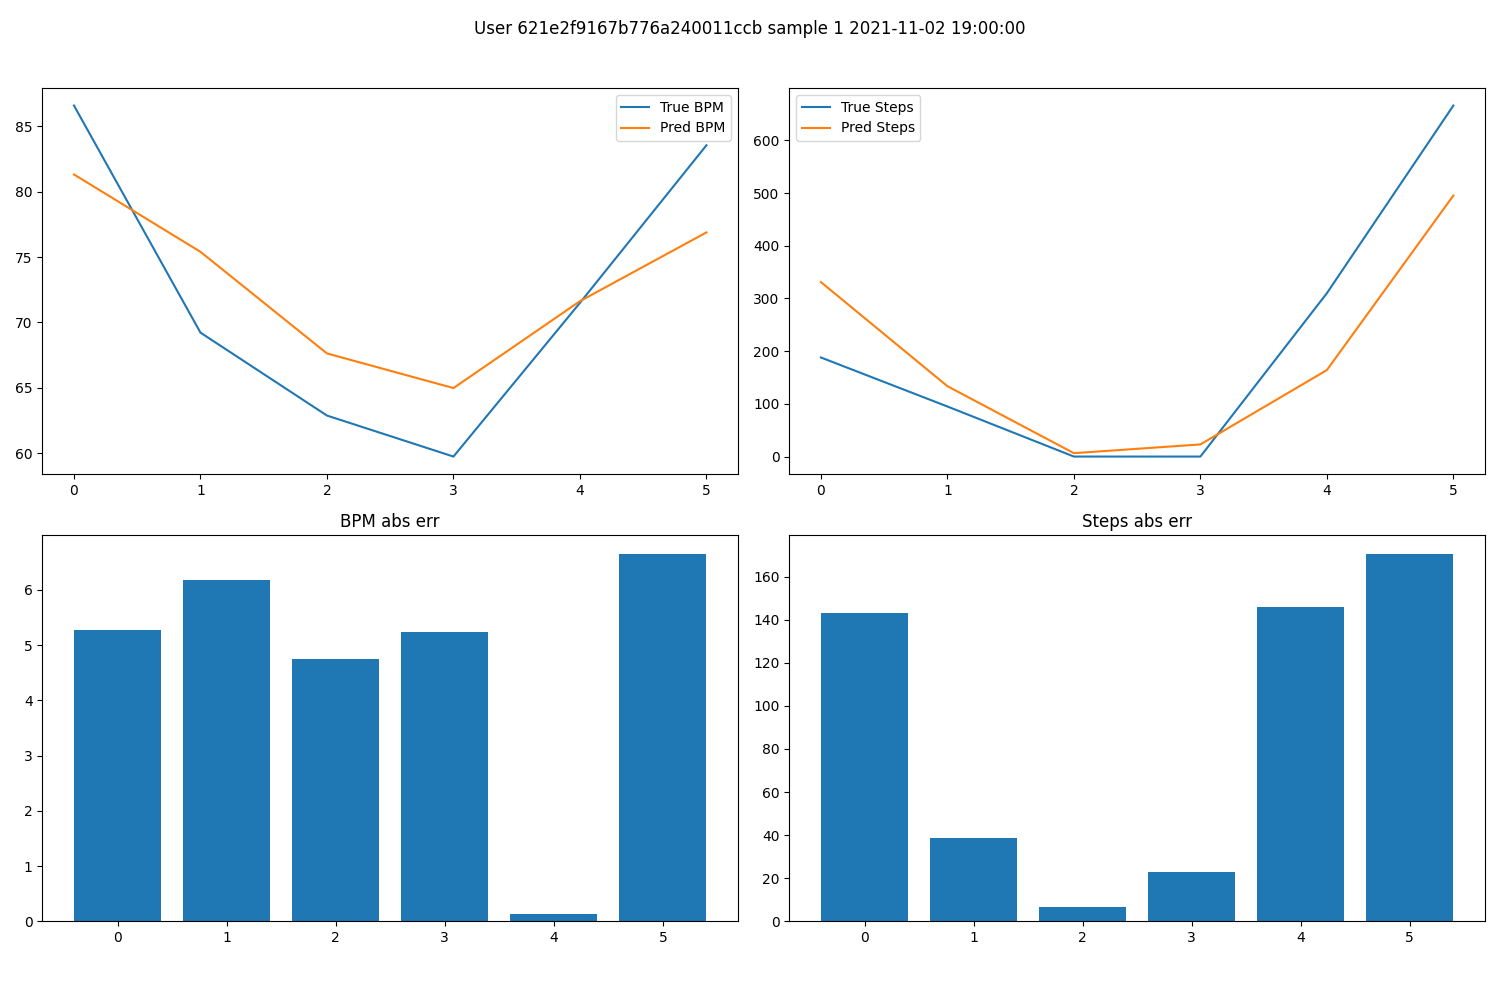 User 621e2f9167b776a240011ccb sample 1 2021-11-02 19:00:00
True BPM
Pred BPM
85
80
75
70
65
60
0 1 2 3 4 5
True Steps
Pred Steps
600
500
400
300
200
100
0
0 1 2 3 4 5
BPM abs err
6
5
4
3
2
1
0
0 1 2 3 4 5
Steps abs err
160
140
120
100
80
60
40
20
0
0 1 2 3 4 5